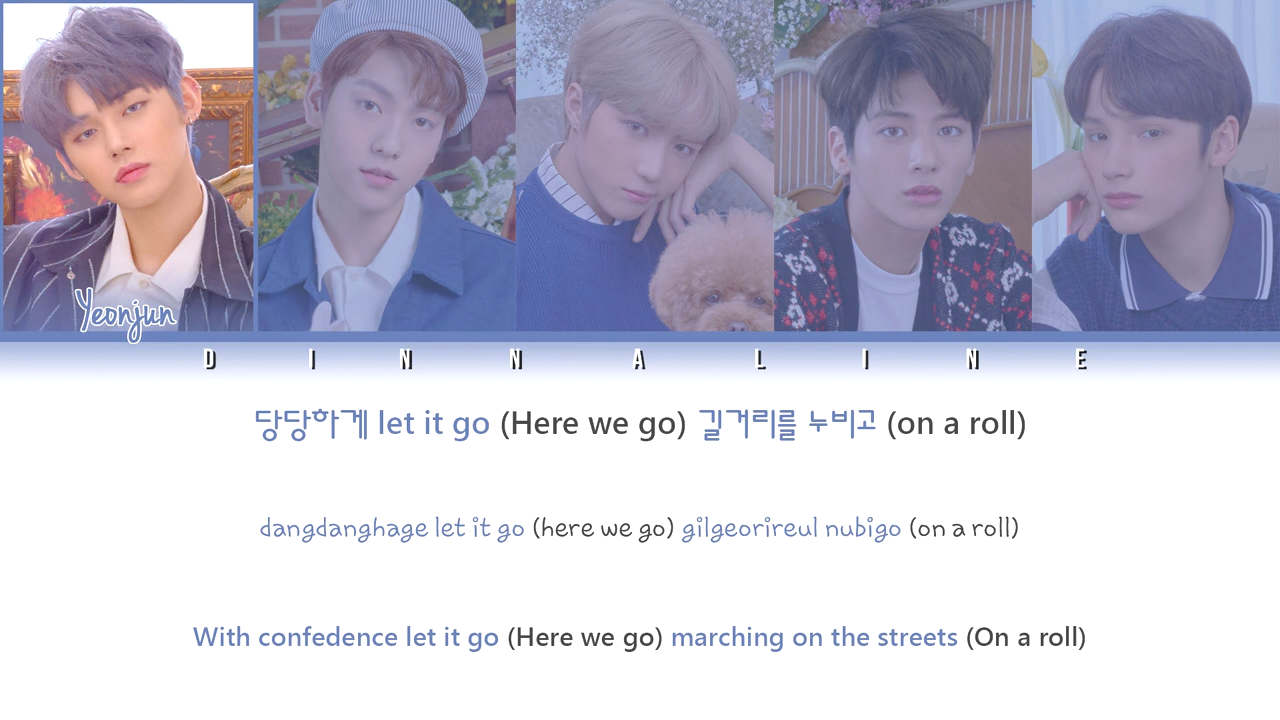 Yeonjun
DINNA LINE
당당하게 let it go (Here we go) 길거리를 누비고 (on a roll)
dangdanghage let it go (here we go) gilgeorireul nubigo (on a roll)
With confedence let it go (Here we go) marching on the streets (On a roll)